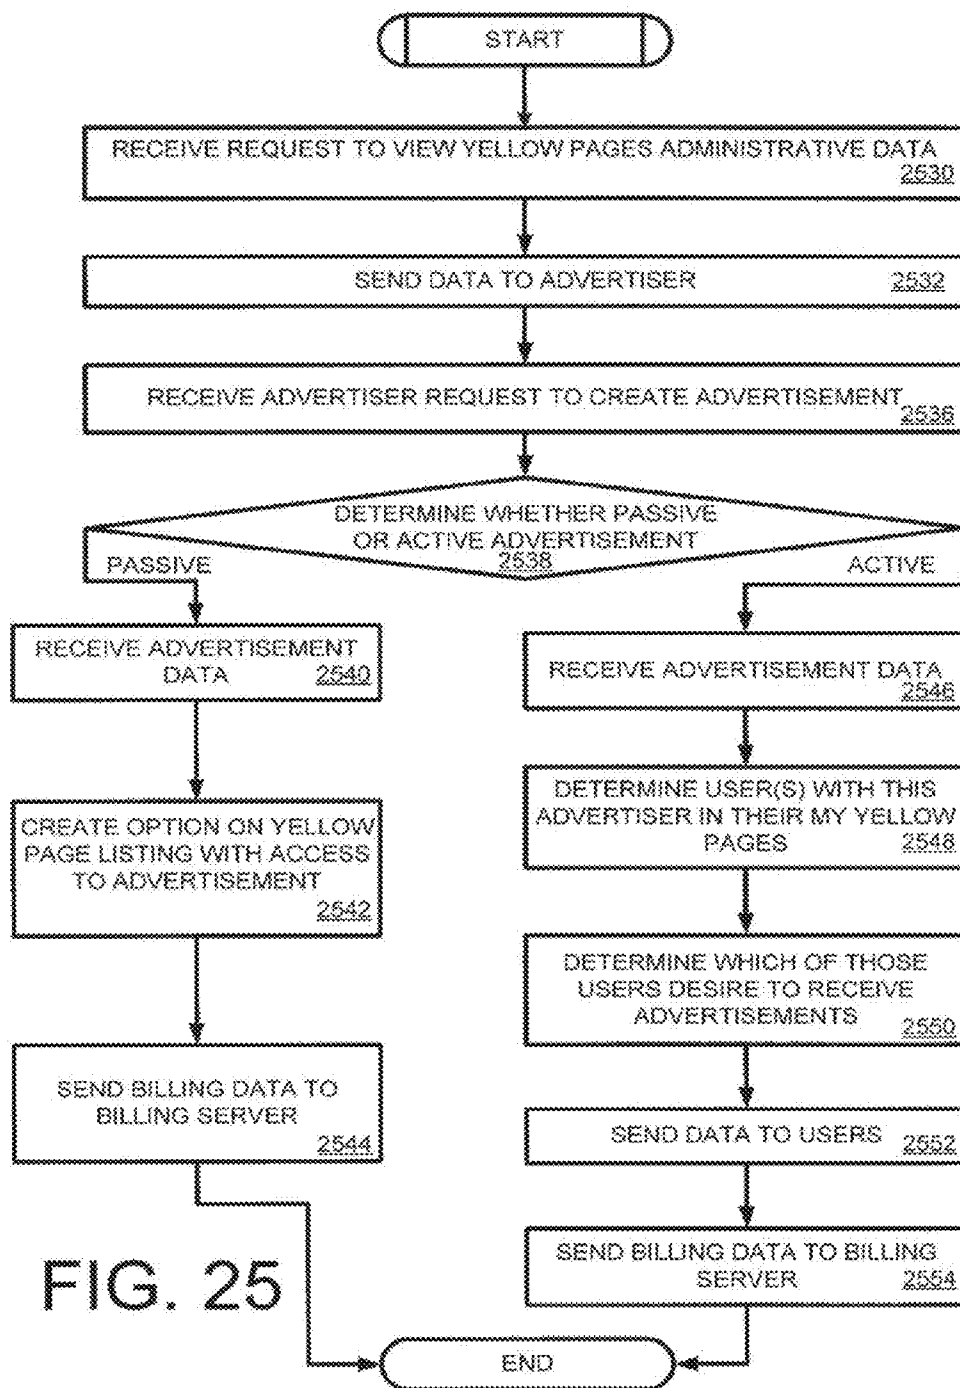 START
RECEIVE REQUEST TO VIEW YELLOW PAGES ADMINISTRATIVE DATA
2530
SEND DATA TO ADVERTISER 2532
RECEIVE ADVERTISER REQUEST TO CREATE ADVERTISEMENT
2536
DETERMINE WHETHER PASSIVE
OR ACTIVE ADVERTISEMENT
2538
PASSIVE
ACTIVE
RECEIVE ADVERTISEMENT
DATA 2540
CREATE OPTION ON YELLOW
PAGE LISTING WITH ACCESS
TO ADVERTISEMENT
2542
SEND BILLING DATA TO
BILLING SERVER
2544
RECEIVE ADVERTISEMENT DATA
2546
DETERMINE USER(S) WITH THIS
ADVERTISER IN THEIR MY YELLOW
PAGES 2548
DETERMINE WHICH OF THOSE
USERS DESIRE TO RECEIVE
ADVERTISEMENTS 2550
SEND DATA TO USERS 2552
SEND BILLING DATA TO BILLING
SERVER 2554
FIG. 25
END